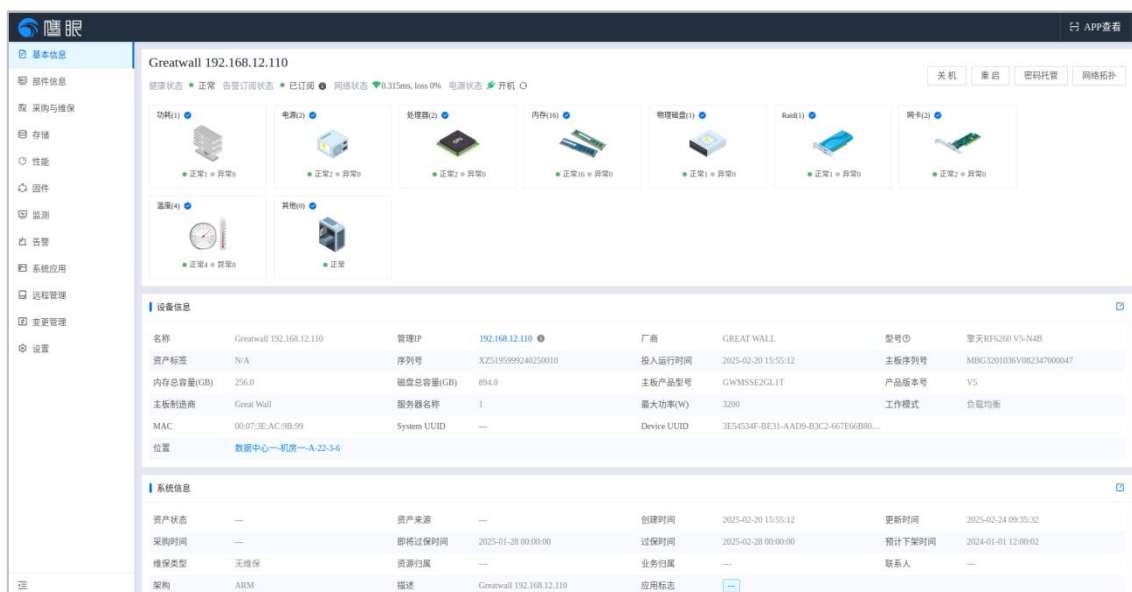 鹰眼
APP查看
基本信息
部件信息
采购与维保
存储
性能
固件
监测
告警
系统应用
远程管理
变更管理
设置
Greatwall 192.168.12.110
健康状态 正常 告警订阅状态 已订阅 网络状态 0.315ms, loss 0% 电源状态 开机
关机 重启 密码托管 网络拓扑
功耗(1) 电源(2) 处理器(2) 内存(16) 物理磁盘(1) Raid(1) 网卡(2)
正常1 异常0 正常2 异常0 正常2 异常0 正常16 异常0 正常1 异常0 正常1 异常0 正常2 异常0
温度(4) 其他(0)
正常4 异常0 正常
设备信息
名称 Greatwall 192.168.12.110 管理IP 192.168.12.110 厂商 GREAT WALL 型号 擎天RF6260 V5-N4B
资产标签 N/A 序列号 XZ5195999240250010 投入运行时间 2025-02-20 15:55:12 主板序列号 MBG3201036V082347000047
内存总容量(GB) 256.0 磁盘总容量(GB) 894.0 主板产品型号 GWMSSE2GL1T 产品版本号 V5
主板制造商 Great Wall 服务器名称 1 最大功率(W) 3200 工作模式 负载均衡
MAC 00:07:3E:AC:9B:99 System UUID --- Device UUID 3E54534F-BE31-AAD9-B3C2-667E66B80...
位置 数据中心一-机房一-A-22-3-6
系统信息
资产状态 --- 资产来源 --- 创建时间 2025-02-20 15:55:12 更新时间 2025-02-24 09:35:32
采购时间 --- 即将过保时间 2025-01-28 00:00:00 过保时间 2025-02-28 00:00:00 预计下架时间 2024-01-01 12:00:02
维保类型 无维保 资源归属 --- 业务归属 --- 联系人 ---
架构 ARM 描述 Greatwall 192.168.12.110 应用标志 ---